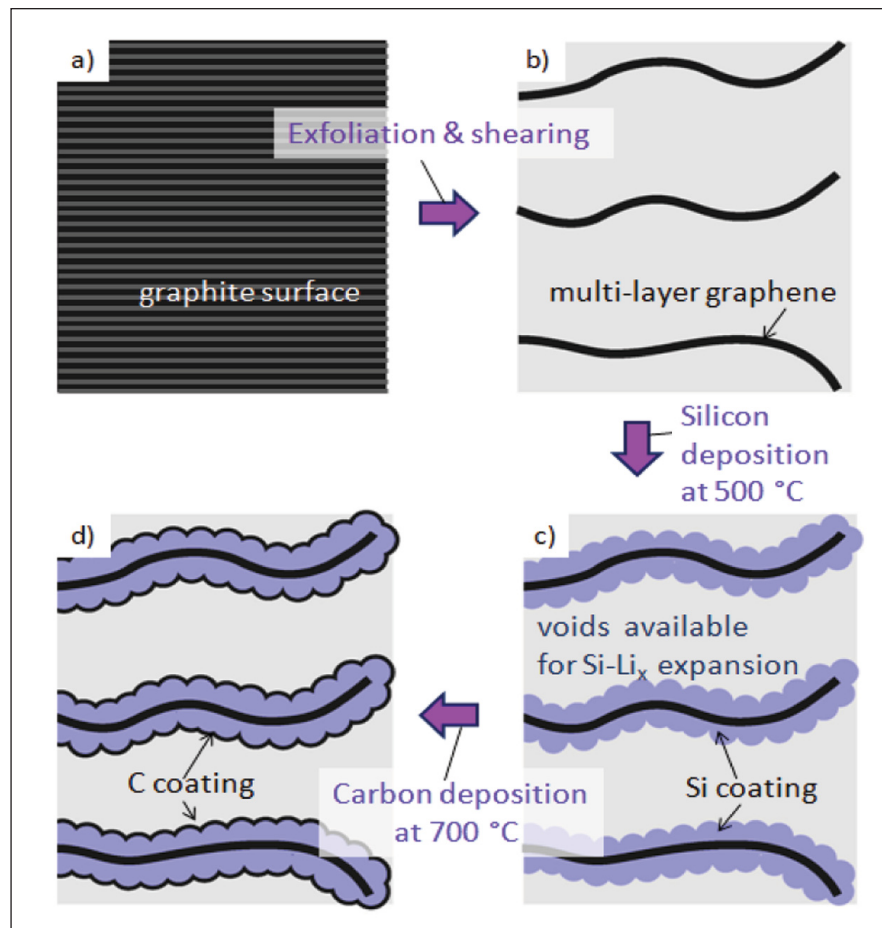 a)
b)
Exfoliation & shearing
graphite surface
multi-layer graphene
Silicon
deposition
at 500 °C
d)
c)
voids available
for Si-Liₓ expansion
C coating
Carbon deposition
at 700 °C
Si coating